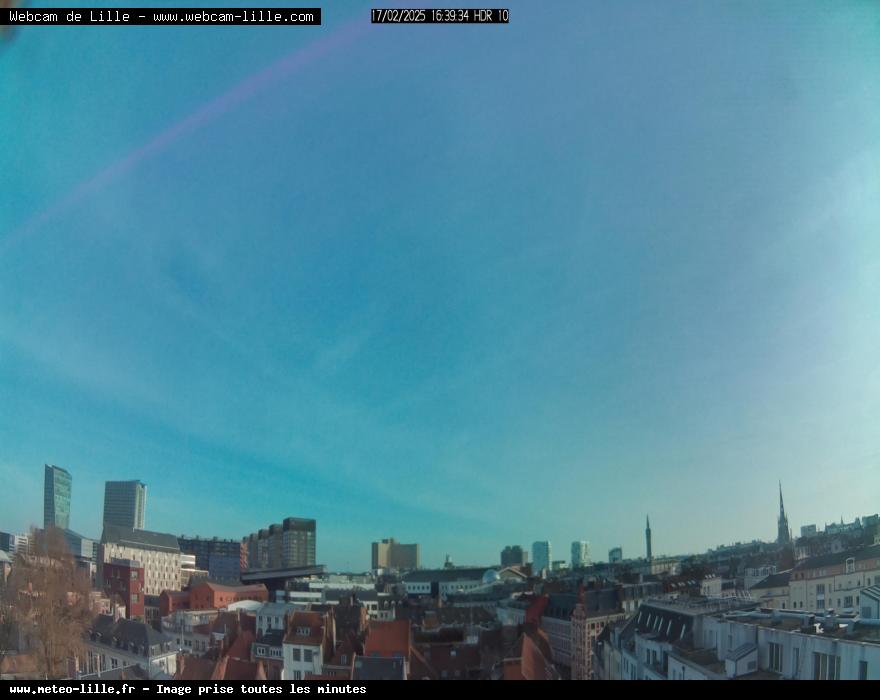 Webcam de Lille - www.webcam-lille.com
17/02/2025 16:39:34 HDR 10
www.meteo-lille.fr - Image prise toutes les minutes